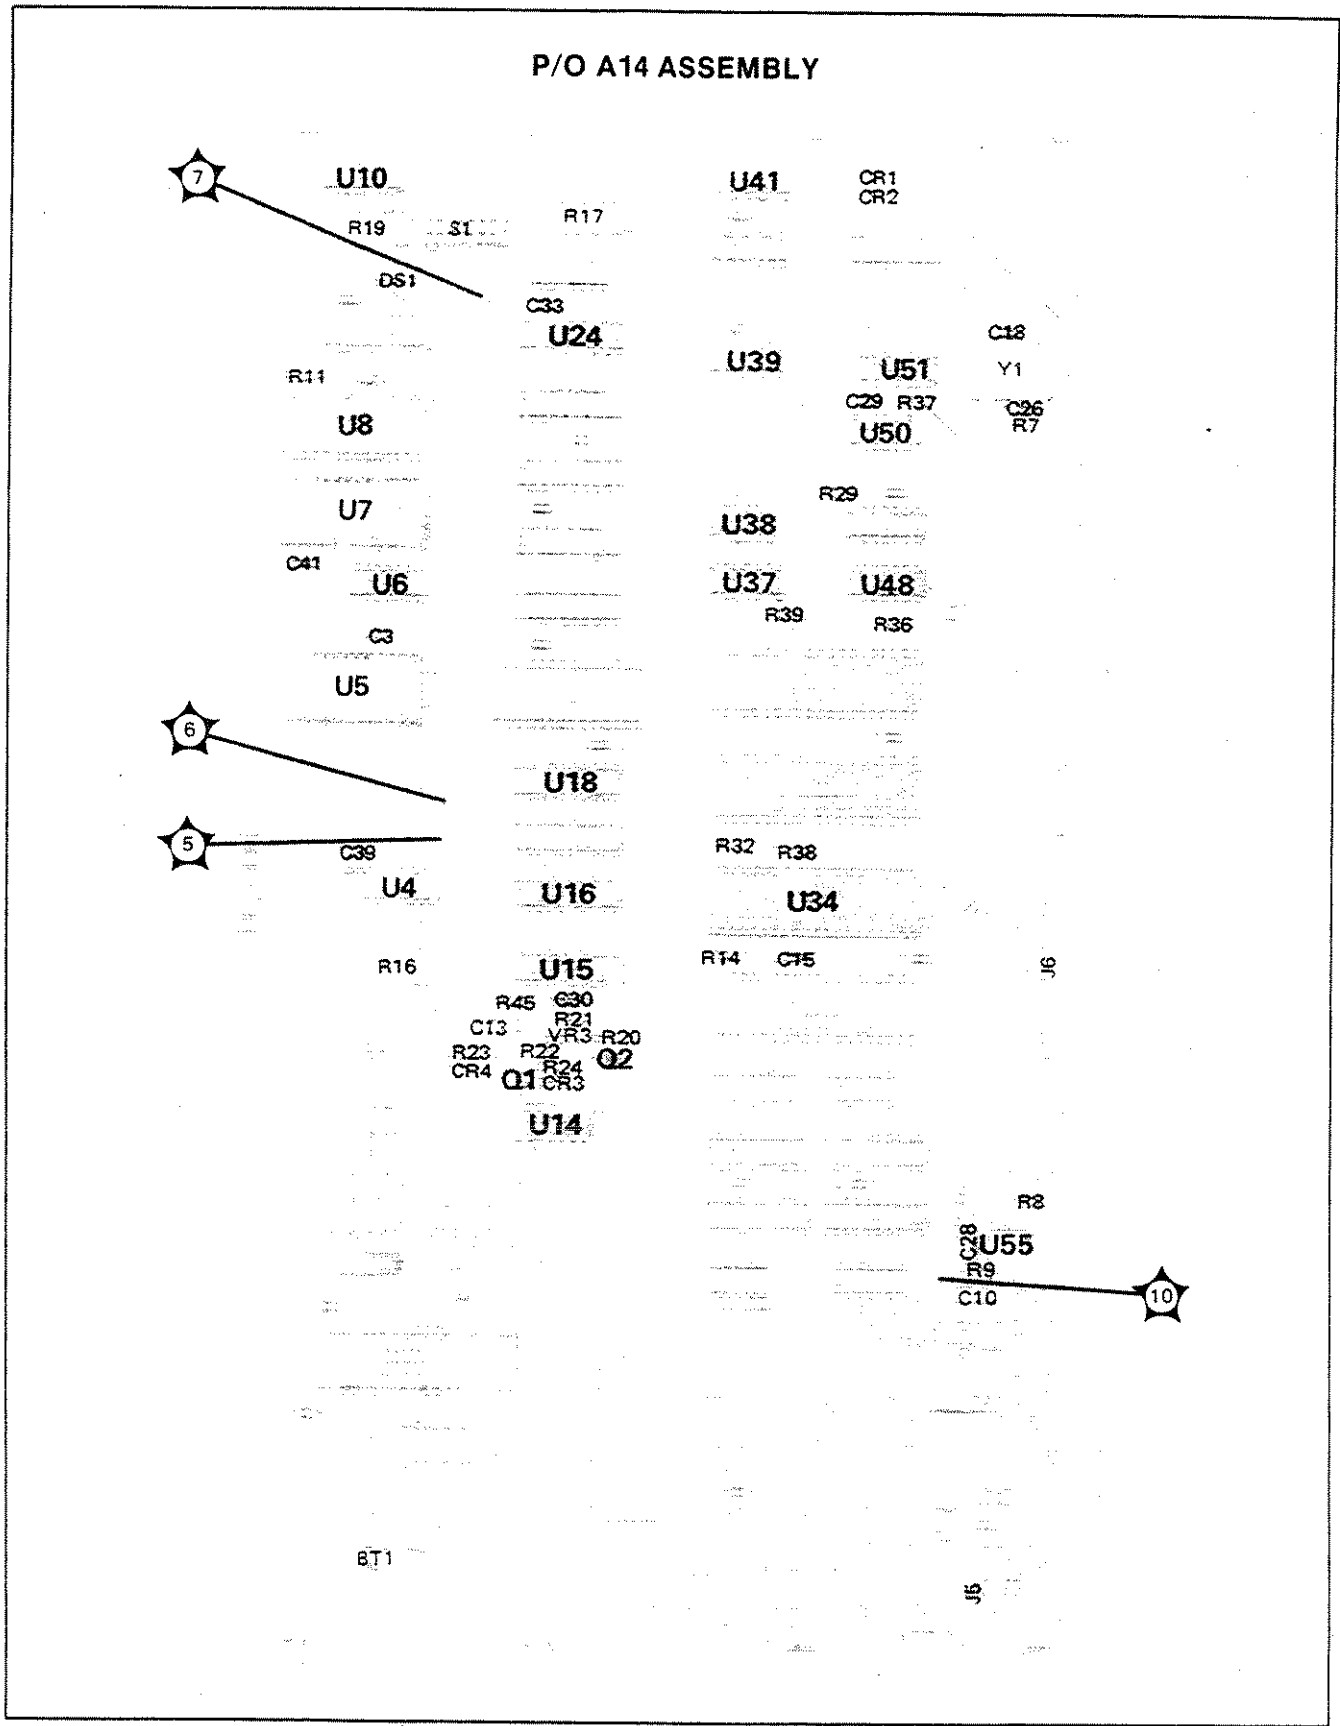 P/O A14 ASSEMBLY
7
U10
U41
CR1
CR2
R19
S1
R17
DS1
C33
U24
C18
U39
U51
Y1
R11
C29
R37
C26
R7
U8
U50
R29
U7
U38
C41
U6
U37
U48
R39
R36
C3
U5
6
U18
5
C39
R32
R38
U4
U16
U34
R16
U15
R14
C15
J6
R45
C30
C13
R21
VR3
R20
R23
R22
Q2
CR4
R24
Q1
CR3
U14
R8
C28
U55
R9
C10
10
BT1
J6